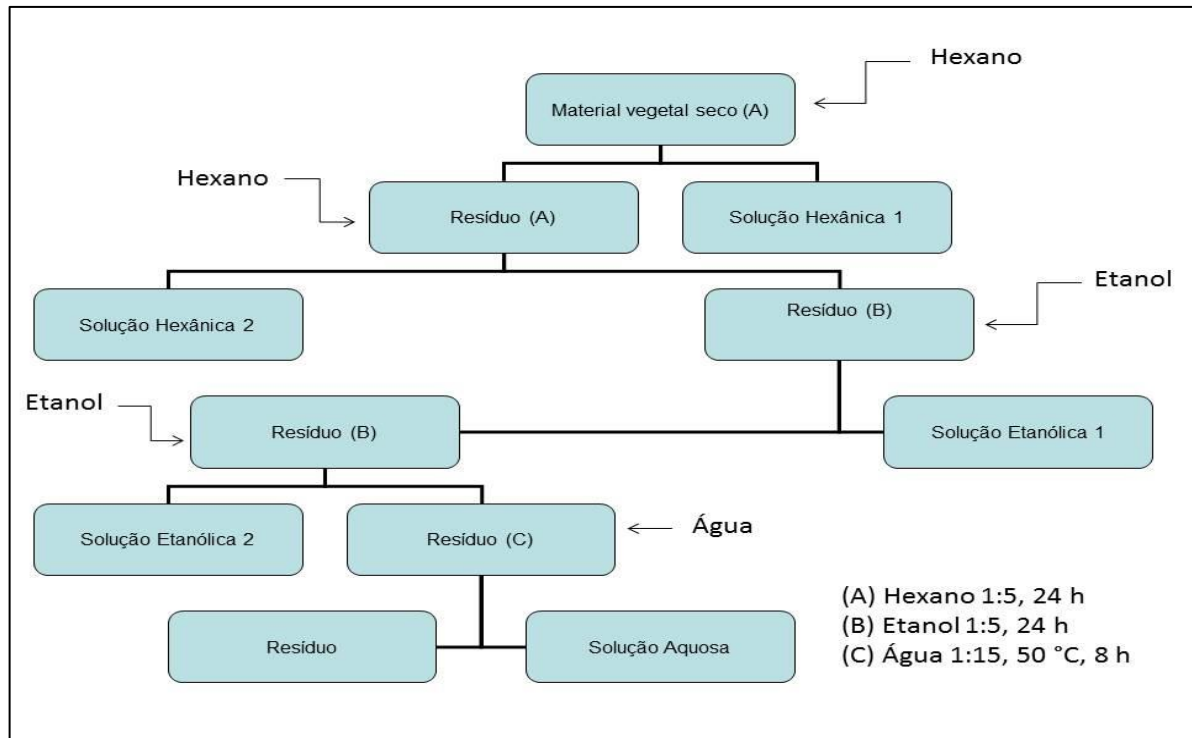 Hexano
Material vegetal seco (A)
Hexano
Resíduo (A)
Solução Hexânica 1
Etanol
Solução Hexânica 2
Resíduo (B)
Etanol
Resíduo (B)
Solução Etanólica 1
Água
Solução Etanólica 2
Resíduo (C)
(A) Hexano 1:5, 24 h
(B) Etanol 1:5, 24 h
(C) Água 1:15, 50 °C, 8 h
Resíduo
Solução Aquosa